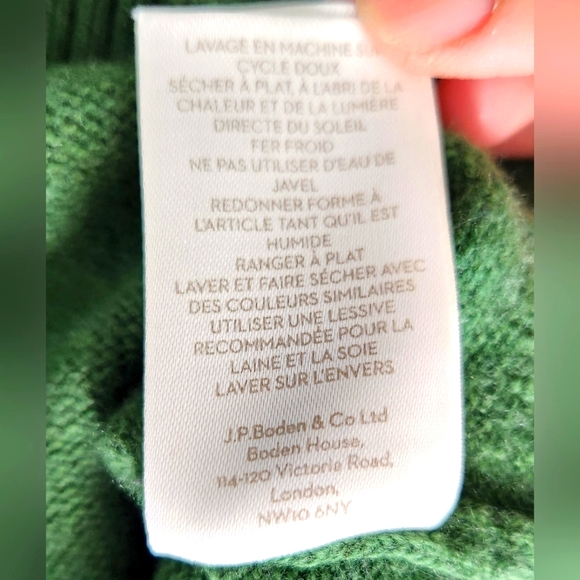 LAVAGE EN MACHINE SUR
CYCLE DOUX
SÉCHER À PLAT, À L'ABRI DE LA
CHALEUR ET DE LA LUMIÈRE
DIRECTE DU SOLEIL
FER FROID
NE PAS UTILISER D'EAU DE
JAVEL
REDONNER FORME À
L'ARTICLE TANT QU'IL EST
HUMIDE
RANGER À PLAT
LAVER ET FAIRE SÉCHER AVEC
DES COULEURS SIMILAIRES
UTILISER UNE LESSIVE
RECOMMANDÉE POUR LA
LAINE ET LA SOIE
LAVER SUR L'ENVERS
J.P.Boden & Co Ltd
Boden House,
114-120 Victoria Road,
London,
NW10 6NY